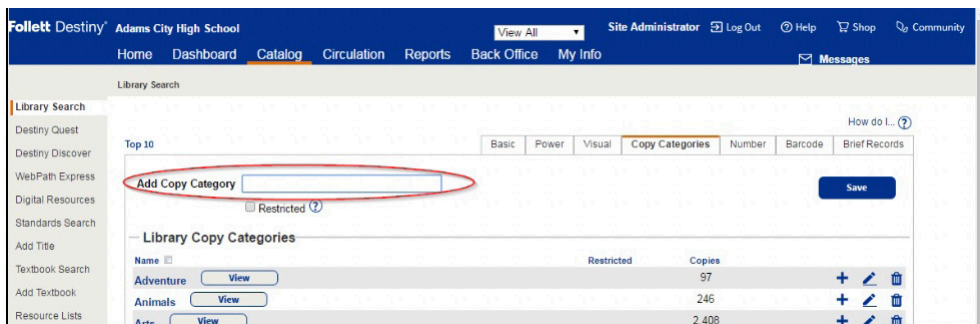 Follett Destiny® Adams City High School View All Site Administrator Log Out ? Help Shop Community
Home Dashboard Catalog Circulation Reports Back Office My Info Messages
Library Search
Library Search
Destiny Quest
Destiny Discover
WebPath Express
Digital Resources
Standards Search
Add Title
Textbook Search
Add Textbook
Resource Lists
How do I... ?
Top 10 Basic Power Visual Copy Categories Number Barcode Brief Records
Add Copy Category Save
Restricted ?
Library Copy Categories
Name Restricted Copies
Adventure View 97
Animals View 246
Arts View 2,408